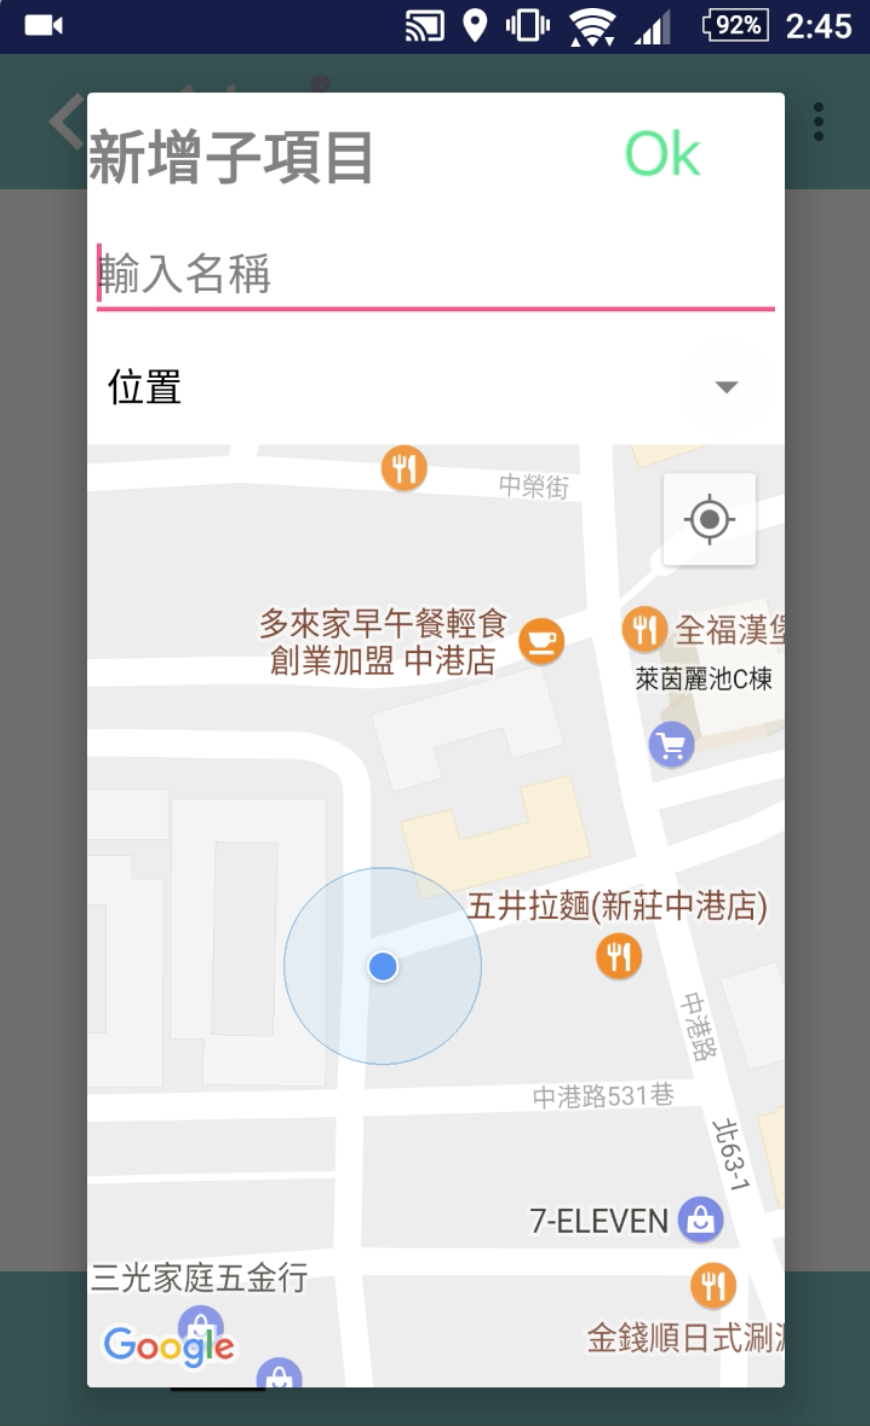 92% 2:45
新增子項目 Ok
輸入名稱
位置
中榮街
多來家早午餐輕食
創業加盟 中港店
全福漢堡
萊茵麗池C棟
五井拉麵(新莊中港店)
中港路
中港路531巷
北63-1
7-ELEVEN
三光家庭五金行
Google
金錢順日式涮